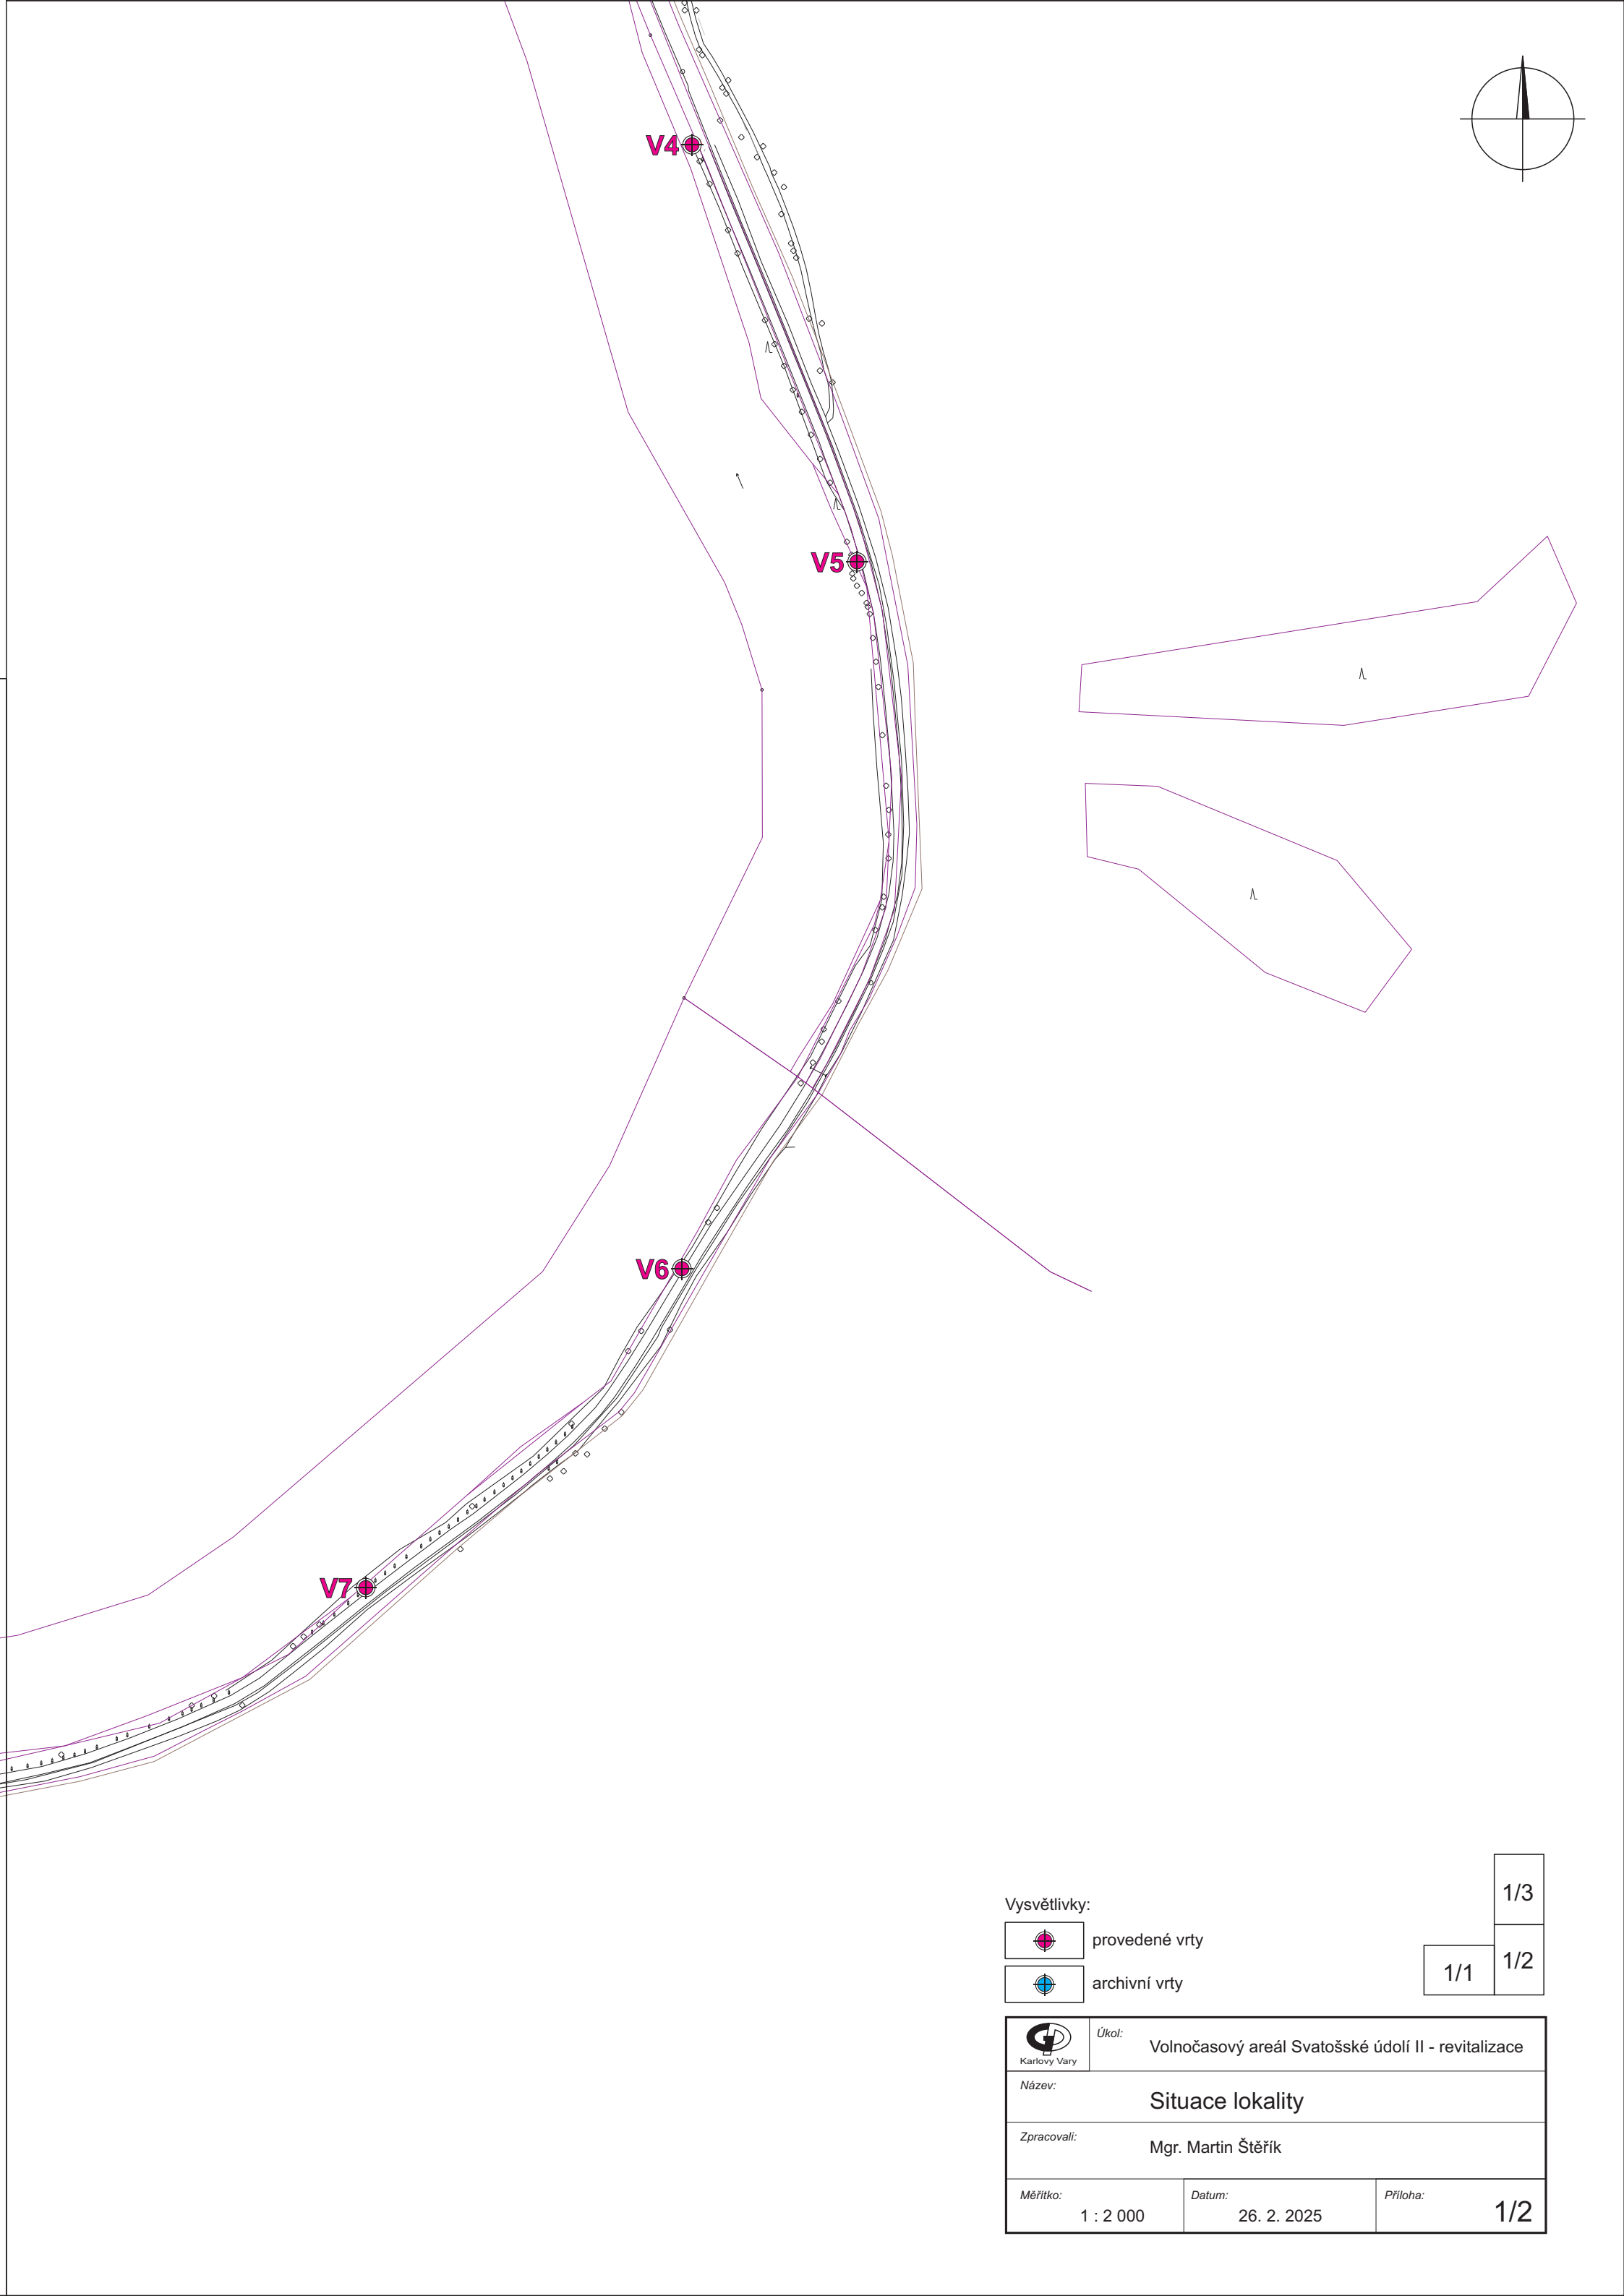 V4
V5
V6
V7
Vysvětlivky:
provedené vrty
archivní vrty
1/3
1/2
1/1
Karlovy Vary
Úkol:
Volnočasový areál Svatošské údolí II - revitalizace
Název:
Situace lokality
Zpracovali:
Mgr. Martin Štěřík
Měřítko:
1 : 2 000
Datum:
26. 2. 2025
Příloha:
1/2